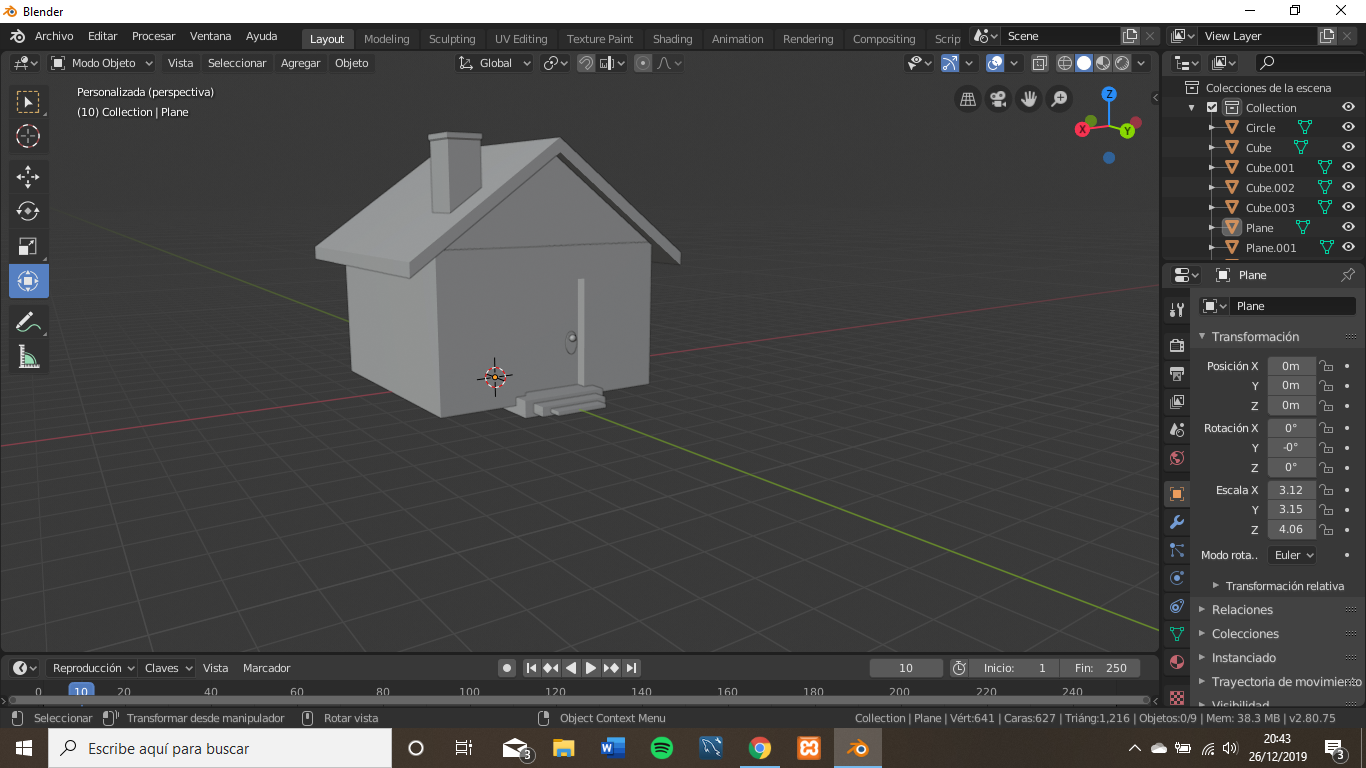 Blender
Archivo Editar Procesar Ventana Ayuda Layout Modeling Sculpting UV Editing Texture Paint Shading Animation Rendering Compositing Scrip Scene View Layer
Modo Objeto Vista Seleccionar Agregar Objeto Global
Personalizada (perspectiva)
(10) Collection | Plane
Z
X
Y
Colecciones de la escena
Collection
Circle
Cube
Cube.001
Cube.002
Cube.003
Plane
Plane.001
Plane
Plane
Transformación
Posición X 0m
Y 0m
Z 0m
Rotación X 0°
Y -0°
Z 0°
Escala X 3.12
Y 3.15
Z 4.06
Modo rota.. Euler
Transformación relativa
Relaciones
Colecciones
Instanciado
Trayectoria de movimiento
Visibilidad
Reproducción Claves Vista Marcador 10 Inicio: 1 Fin: 250
0 10 20 40 60 80 100 120 140 160 180 200 220 240
Seleccionar Transformar desde manipulador Rotar vista Object Context Menu Collection | Plane | Vért:641 | Caras:627 | Triáng:1,216 | Objetos:0/9 | Mem: 38.3 MB | v2.80.75
Escribe aquí para buscar
3
W
20:43
26/12/2019
3